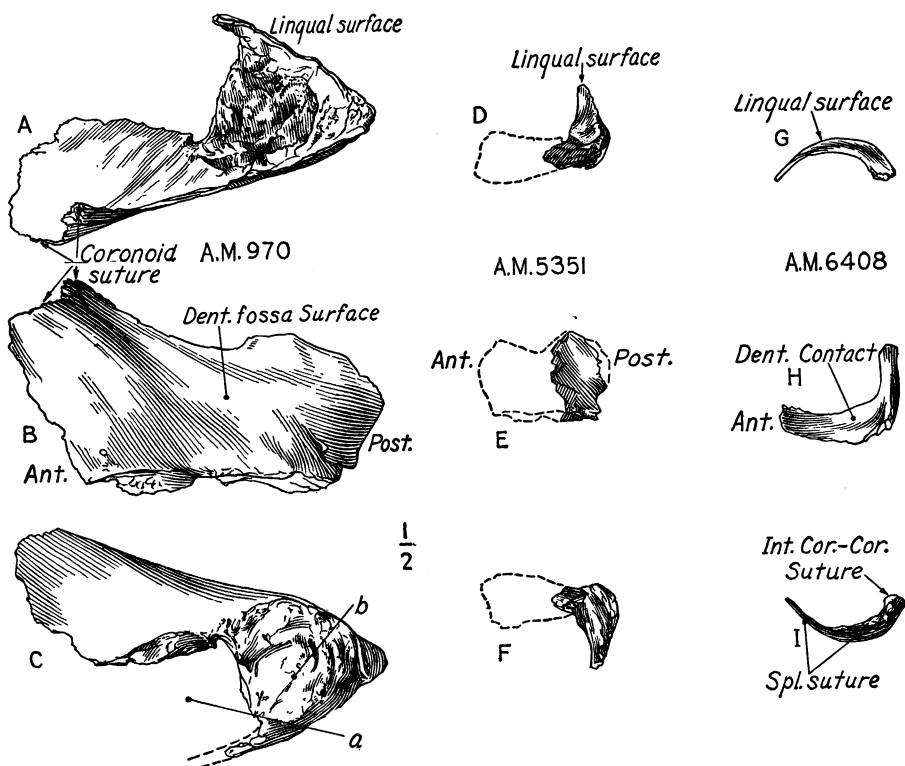 Lingual surface
A
Coronoid
suture
A.M. 970
Dent. fossa Surface
B
Ant.
Post.
1
2
C
b
a
Lingual surface
D
A.M. 5351
Ant.
Post.
E
F
Lingual surface
G
A.M. 6408
Dent. Contact
H
Ant.
Int. Cor.-Cor.
Suture
I
Spl. suture